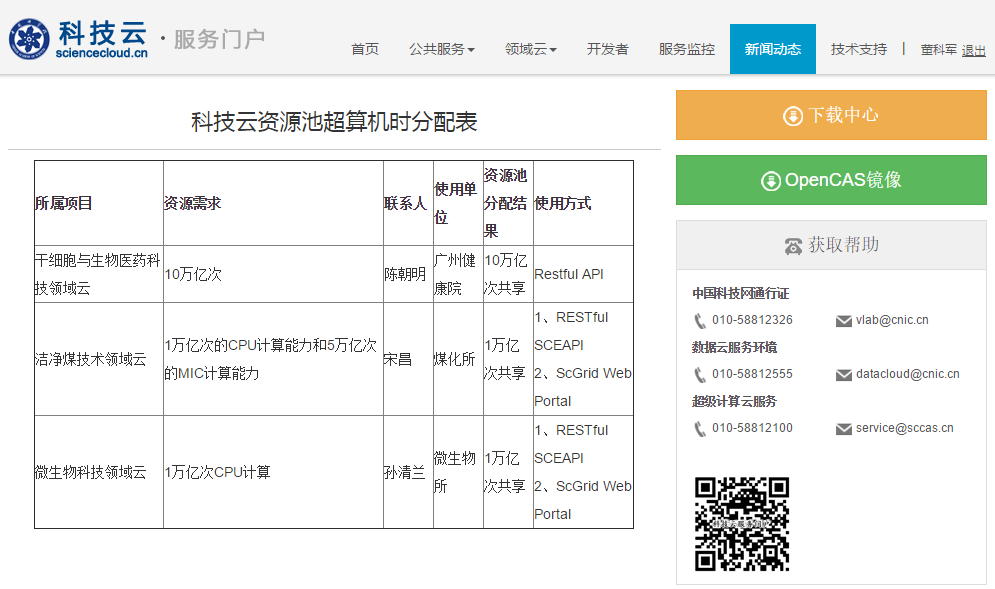 科技云
sciencecloud.cn
· 服务门户
首页 公共服务 领域云 开发者 服务监控 新闻动态 技术支持 | 董科军 退出
科技云资源池超算机时分配表
所属项目
资源需求
联系人
使用单
位
资源池
分配结
果
使用方式
干细胞与生物医药科
技领域云
10万亿次
陈朝明
广州健
康院
10万亿
次共享
Restful API
洁净煤技术领域云
1万亿次的CPU计算能力和5万亿次
的MIC计算能力
宋昌
煤化所
1万亿
次共享
1、RESTful
SCEAPI
2、ScGrid Web
Portal
微生物科技领域云
1万亿次CPU计算
孙清兰
微生物
所
1万亿
次共享
1、RESTful
SCEAPI
2、ScGrid Web
Portal
下载中心
OpenCAS镜像
获取帮助
中国科技网通行证
010-58812326 vlab@cnic.cn
数据云服务环境
010-58812555 datacloud@cnic.cn
超级计算云服务
010-58812100 service@sccas.cn
科技云服务门户